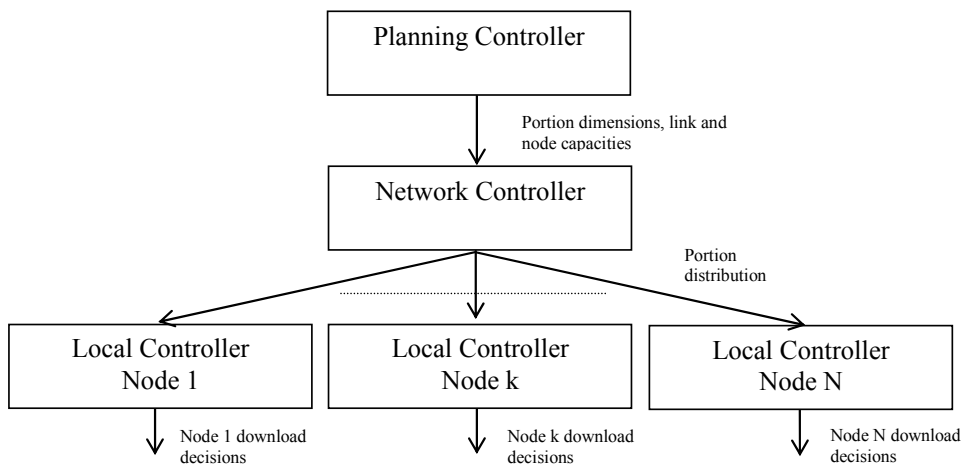 Planning Controller
Portion dimensions, link and
node capacities
Network Controller
Portion
distribution
Local Controller
Node 1
Local Controller
Node k
Local Controller
Node N
Node 1 download
decisions
Node k download
decisions
Node N download
decisions